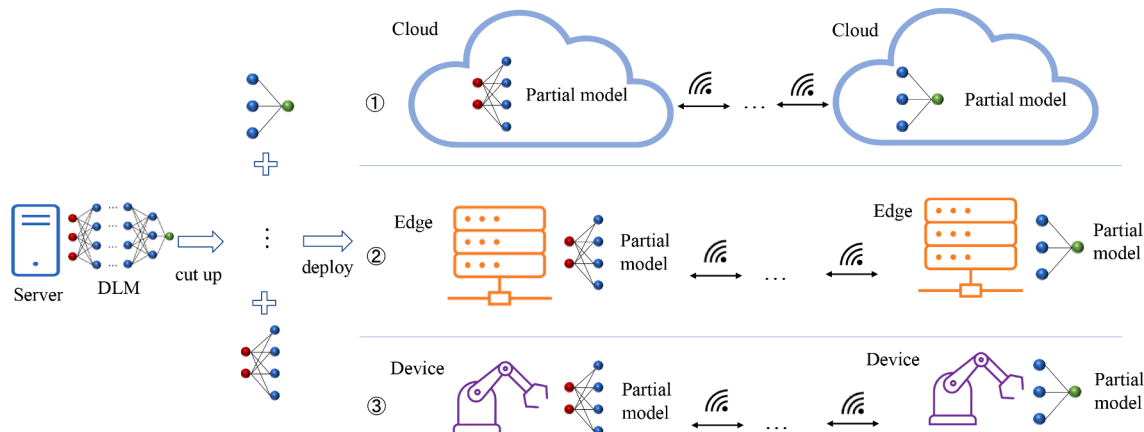 Cloud
Cloud
Partial model
Partial model
①
...
Edge
Edge
Partial
model
Partial
model
②
...
Server
DLM
... ...
... ...
... ...
... ...
cut up
⋮
deploy
Device
Device
Partial
model
Partial
model
③
...